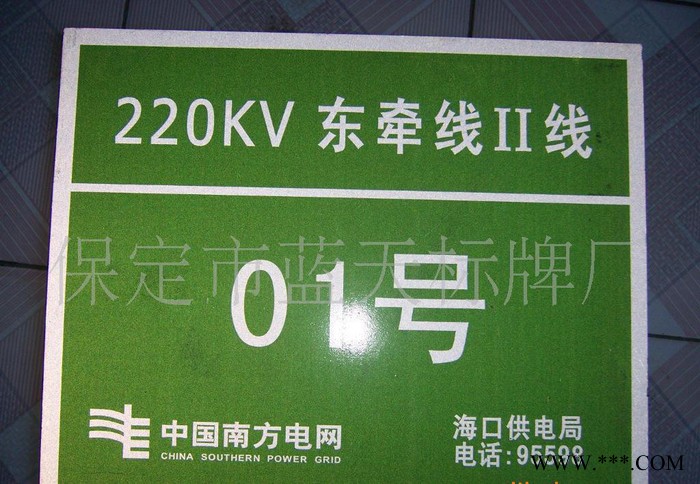 220KV 东牵线II线
保定市蓝天标牌厂
01号
中国南方电网
CHINA SOUTHERN POWER GRID
海口供电局
电话:95598
WWW.***.COM